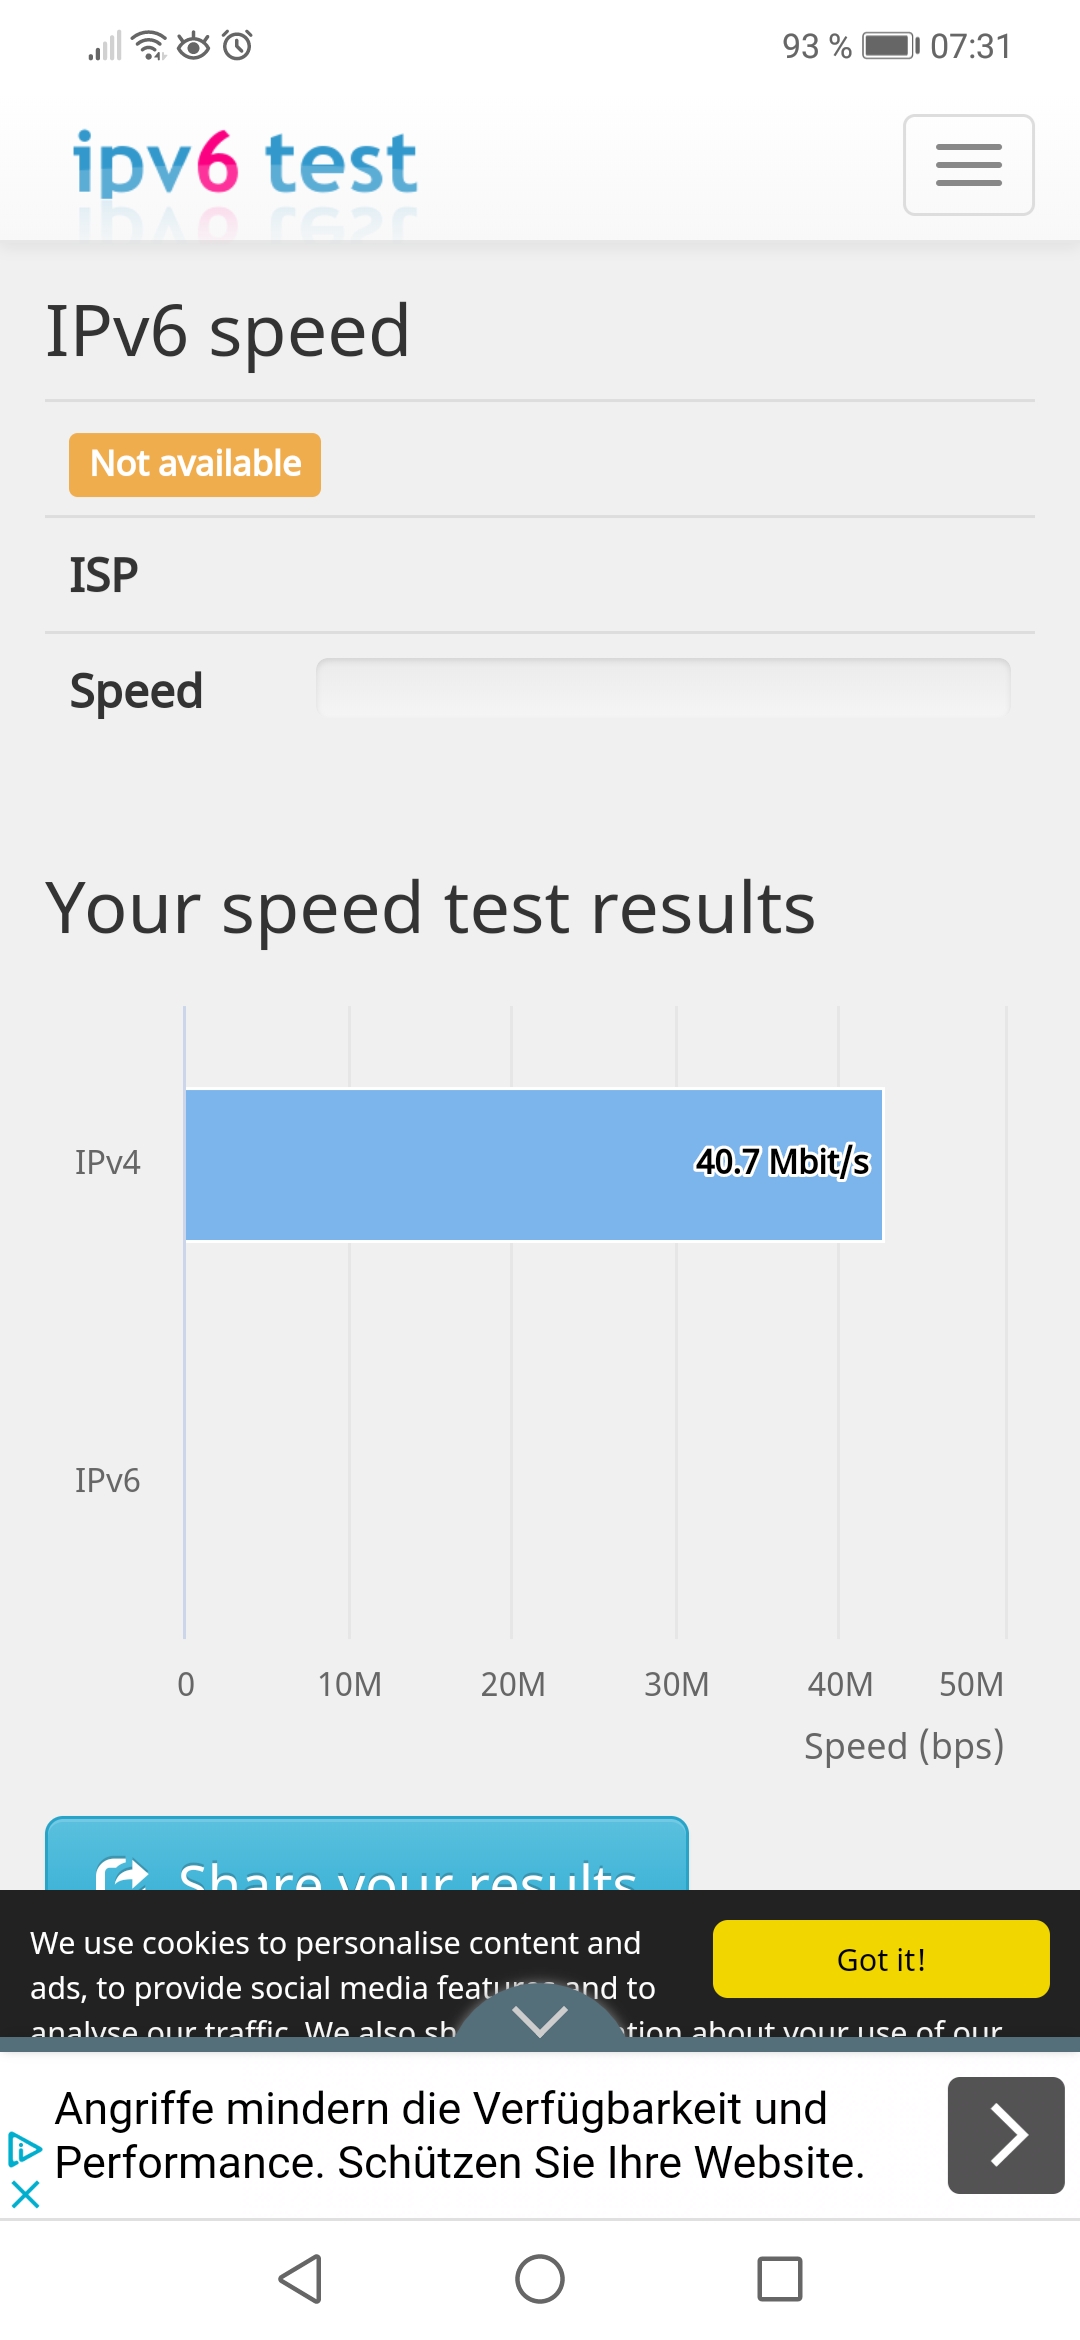 93 % 07:31
ipv6 test
IPv6 speed
Not available
ISP
Speed
Your speed test results
IPv4
40.7 Mbit/s
IPv6
0 10M 20M 30M 40M 50M
Speed (bps)
Share your results
We use cookies to personalise content and
ads, to provide social media features and to
analyse our traffic. We also about your use of our
Got it!
Angriffe mindern die Verfügbarkeit und
Performance. Schützen Sie Ihre Website.